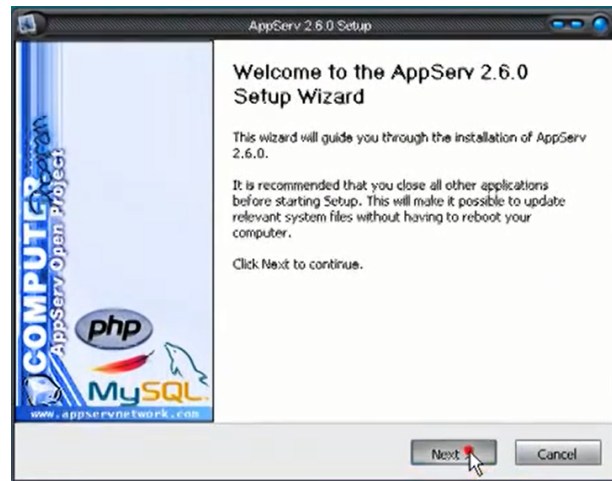 AppServ 2.6.0 Setup
Welcome to the AppServ 2.6.0
Setup Wizard
This wizard will guide you through the installation of AppServ
2.6.0.
It is recommended that you close all other applications
before starting Setup. This will make it possible to update
relevant system files without having to reboot your
computer.
Click Next to continue.
COMPUTER
Program
AppServ Open Project
php
MySQL
www.appservnetwork.com
Next
Cancel